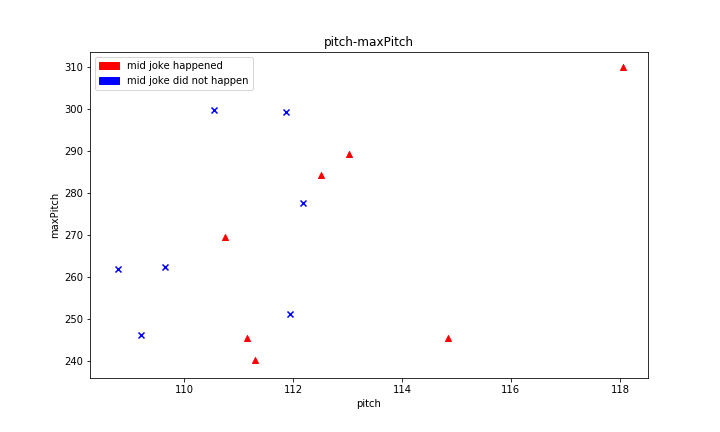 pitch-maxPitch
mid joke happened
mid joke did not happen
310
300
290
280
270
260
250
240
maxPitch
110 112 114 116 118
pitch